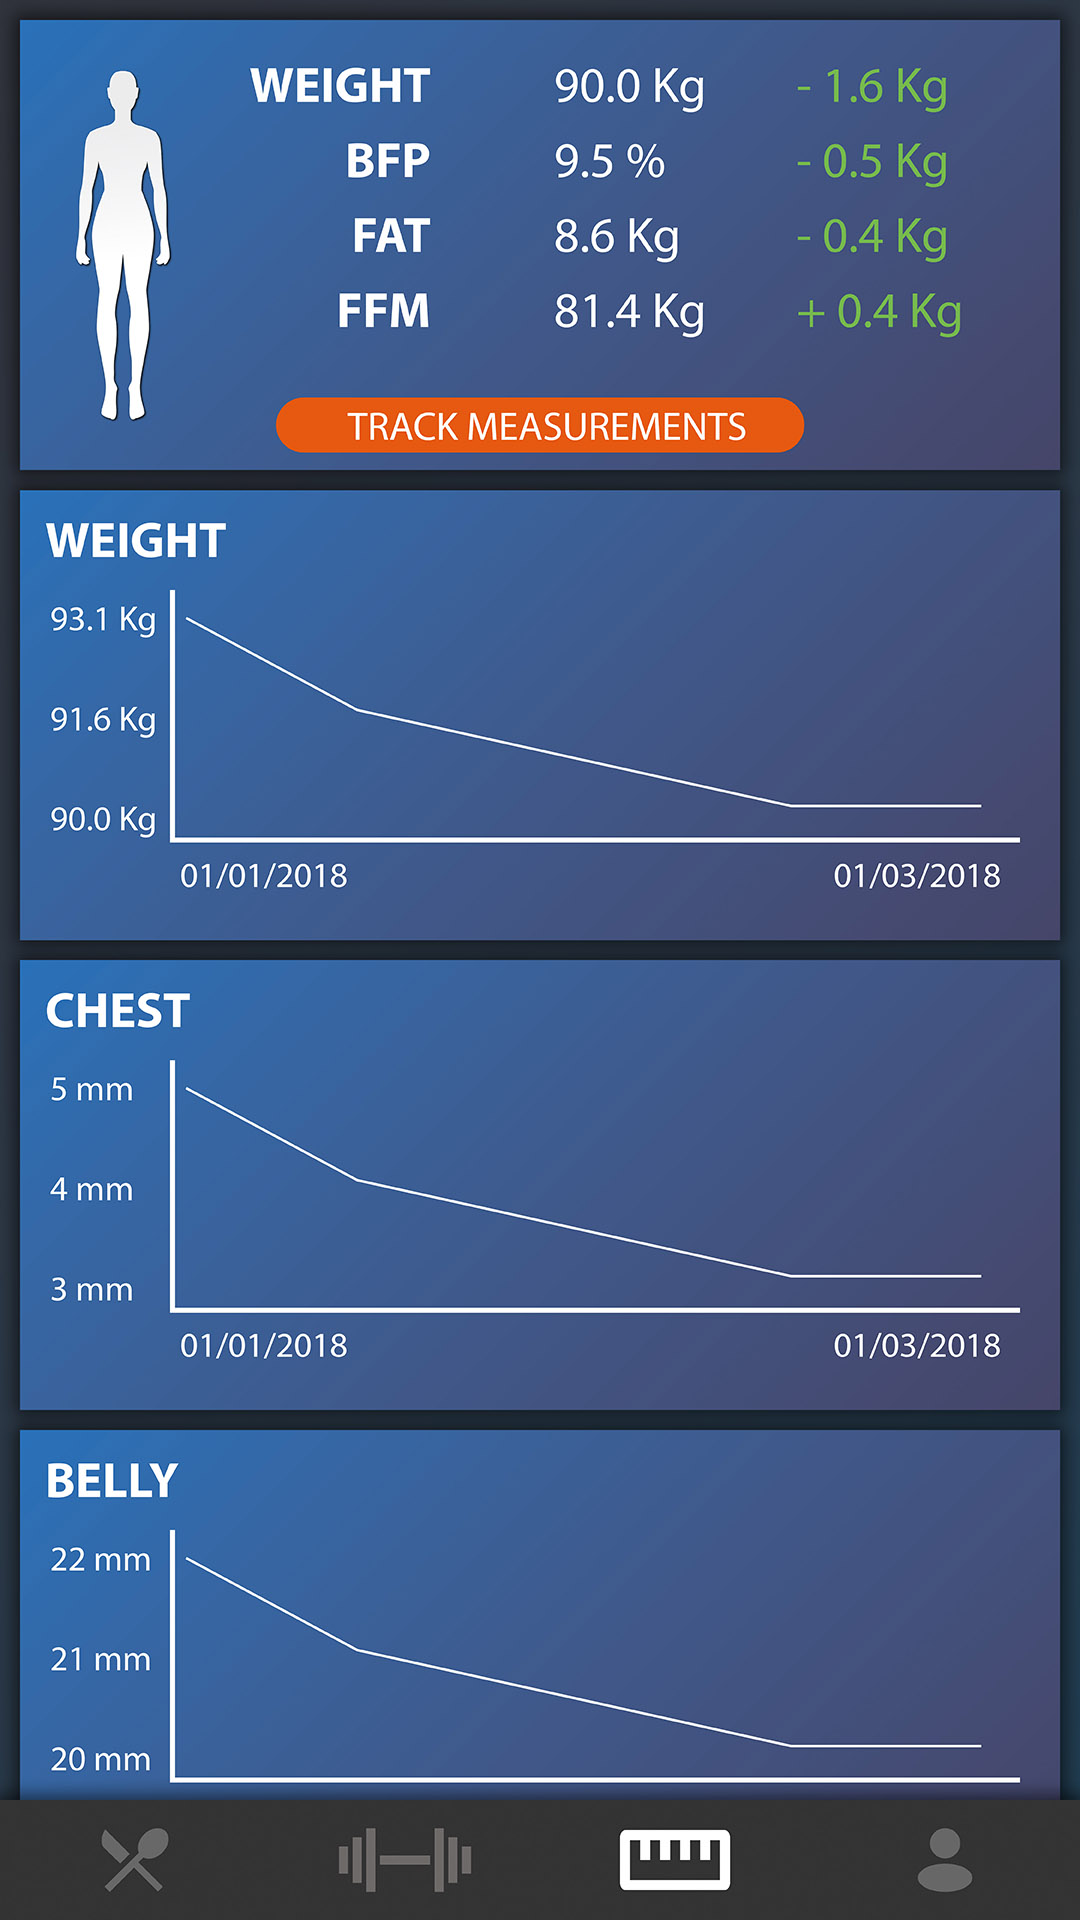 WEIGHT 90.0 Kg - 1.6 Kg
BFP 9.5 % - 0.5 Kg
FAT 8.6 Kg - 0.4 Kg
FFM 81.4 Kg + 0.4 Kg
TRACK MEASUREMENTS
WEIGHT
93.1 Kg
91.6 Kg
90.0 Kg
01/01/2018 01/03/2018
CHEST
5 mm
4 mm
3 mm
01/01/2018 01/03/2018
BELLY
22 mm
21 mm
20 mm